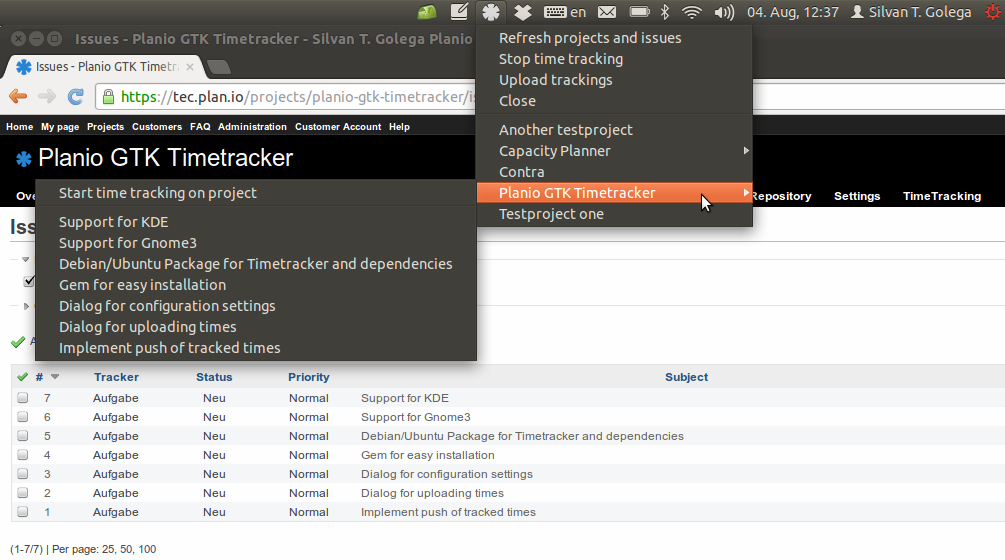 en 04. Aug, 12:37 Silvan T. Golega
Issues - Planio GTK Timetracker - Silvan T. Golega Planio
Issues - Planio GTK Timetr
https://tec.plan.io/projects/planio-gtk-timetracker/i
Refresh projects and issues
Stop time tracking
Upload trackings
Close
Another testproject
Capacity Planner
Contra
Planio GTK Timetracker
Testproject one
Home My page Projects Customers FAQ Administration Customer Account Help
Planio GTK Timetracker
Ove Repository Settings TimeTracking
Start time tracking on project
Support for KDE
Support for Gnome3
Debian/Ubuntu Package for Timetracker and dependencies
Gem for easy installation
Dialog for configuration settings
Dialog for uploading times
Implement push of tracked times
Iss
# Tracker Status Priority Subject
7 Aufgabe Neu Normal Support for KDE
6 Aufgabe Neu Normal Support for Gnome3
5 Aufgabe Neu Normal Debian/Ubuntu Package for Timetracker and dependencies
4 Aufgabe Neu Normal Gem for easy installation
3 Aufgabe Neu Normal Dialog for configuration settings
2 Aufgabe Neu Normal Dialog for uploading times
1 Aufgabe Neu Normal Implement push of tracked times
(1-7/7) | Per page: 25, 50, 100